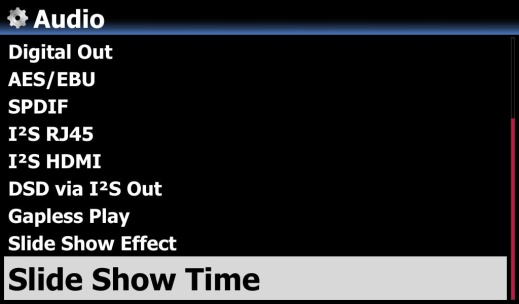 Audio
Digital Out
AES/EBU
SPDIF
I²S RJ45
I²S HDMI
DSD via I²S Out
Gapless Play
Slide Show Effect
Slide Show Time